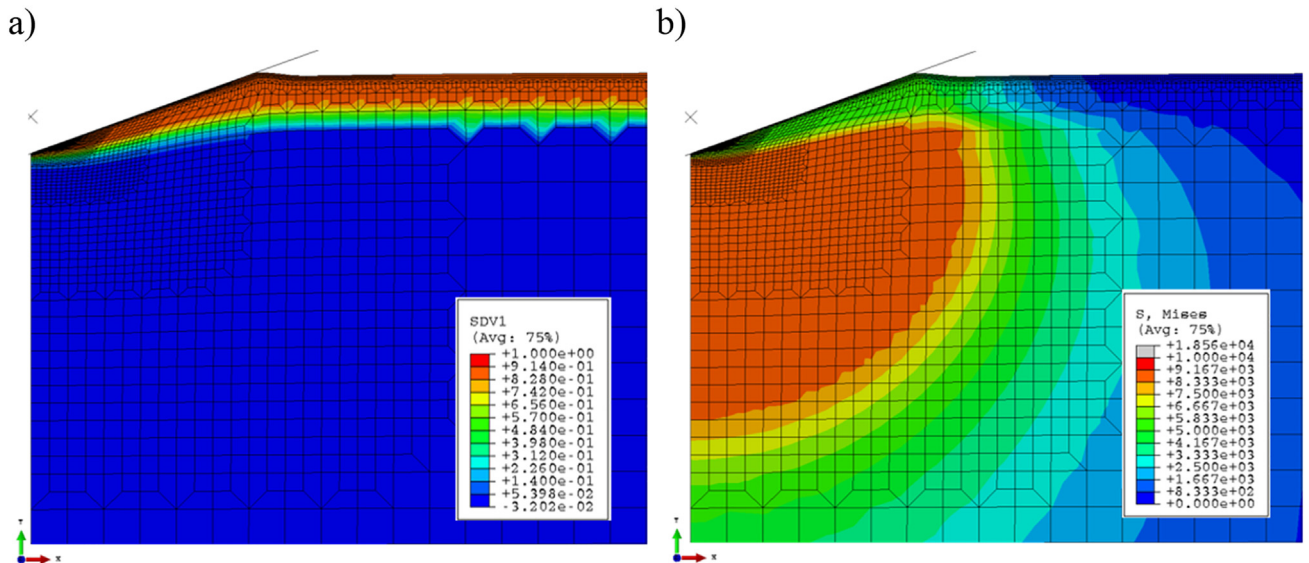 a)
b)
SDV1
(Avg: 75%)
+1.000e+00
+9.140e-01
+8.280e-01
+7.420e-01
+6.560e-01
+5.700e-01
+4.840e-01
+3.980e-01
+3.120e-01
+2.260e-01
+1.400e-01
+5.398e-02
-3.202e-02
Y
X
S, Mises
(Avg: 75%)
+1.856e+04
+1.000e+04
+9.167e+03
+8.333e+03
+7.500e+03
+6.667e+03
+5.833e+03
+5.000e+03
+4.167e+03
+3.333e+03
+2.500e+03
+1.667e+03
+8.333e+02
+0.000e+00
Y
X